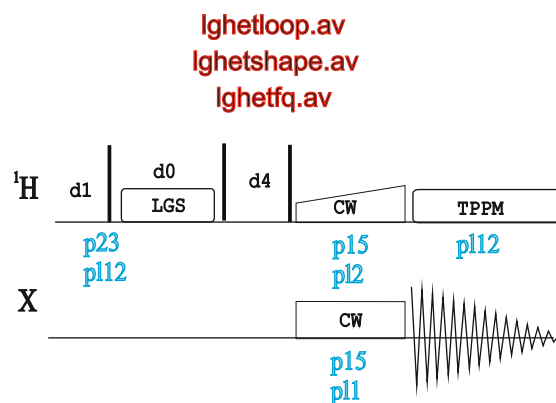 lghetloop.av
lghetshape.av
lghetfq.av
¹H
d1
d0
d4
LGS
CW
TPPM
p23
pl12
p15
pl2
pl12
X
CW
p15
pl1